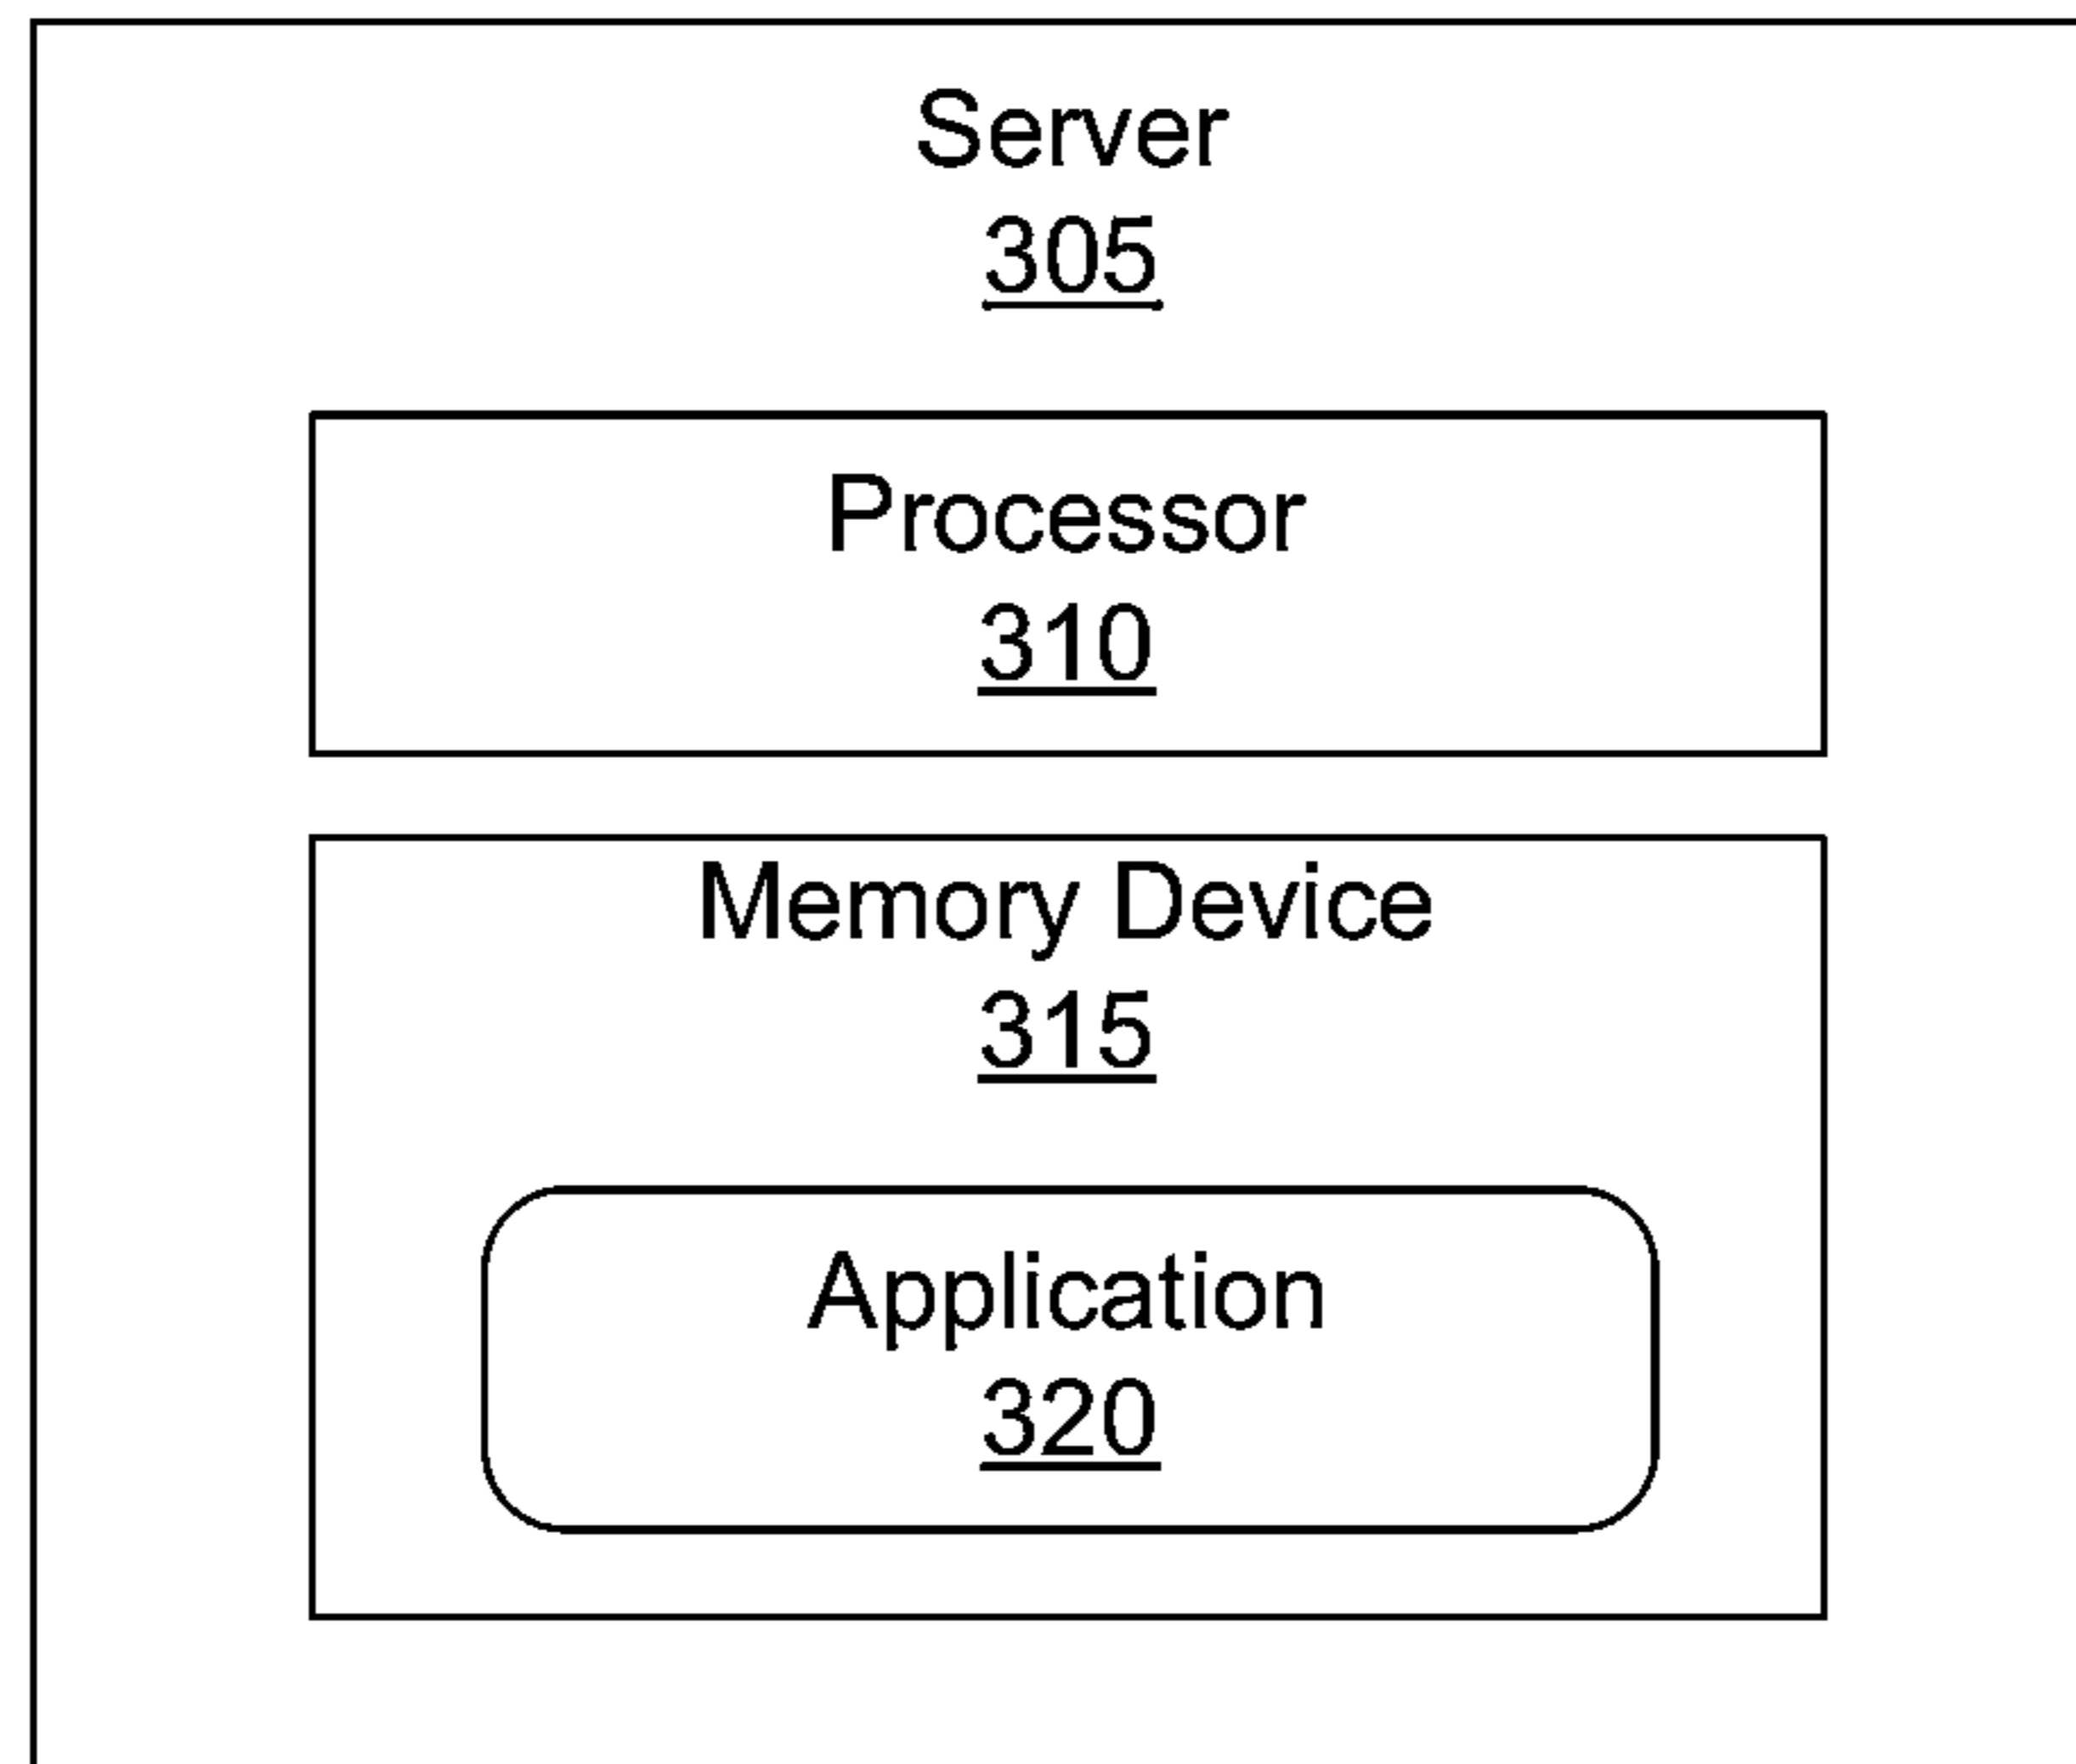 Server
305
Processor
310
Memory Device
315
Application
320